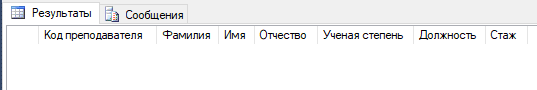 Результаты Сообщения
Код преподавателя Фамилия Имя Отчество Ученая степень Должность Стаж